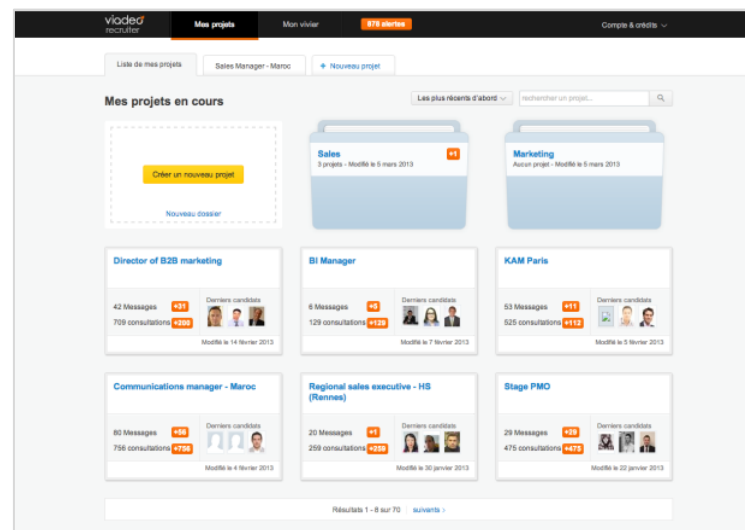 viadeo
recruiter
Mes projets
Mon vivier
878 alertes
Compte & crédits
Liste de mes projets
Sales Manager - Maroc
+ Nouveau projet
Mes projets en cours
Les plus récents d'abord
rechercher un projet...
Créer un nouveau projet
Nouveau dossier
Sales
+1
3 projets - Modifié le 5 mars 2013
Marketing
Aucun projet - Modifié le 5 mars 2013
Director of B2B marketing
42 Messages +31
709 consultations
Derniers candidats
Modifié le 14 février 2013
BI Manager
6 Messages +5
129 consultations +129
Derniers candidats
Modifié le 7 février 2013
KAM Paris
53 Messages +11
525 consultations +112
Derniers candidats
Modifié le 5 février 2013
Communications manager - Maroc
80 Messages +56
756 consultations +756
Derniers candidats
Modifié le 4 février 2013
Regional sales executive - HS
(Rennes)
20 Messages +1
259 consultations +259
Derniers candidats
Modifié le 30 janvier 2013
Stage PMO
29 Messages +29
475 consultations +475
Derniers candidats
Modifié le 22 janvier 2013
Résultats 1 - 8 sur 70
suivants >